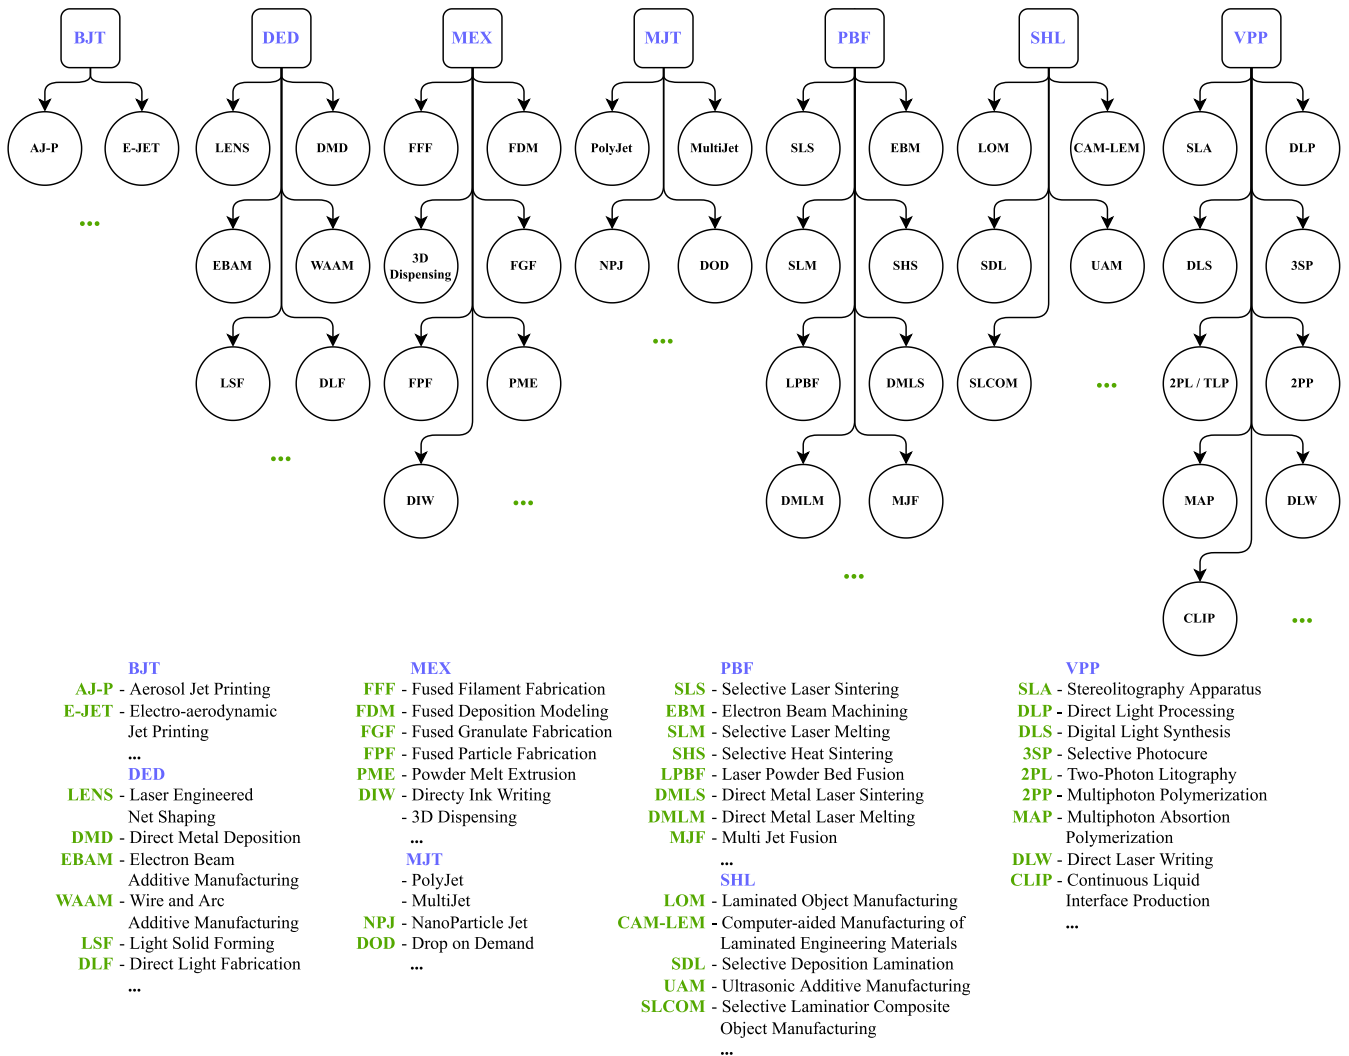 BJT
DED
MEX
MJT
PBF
SHL
VPP
AJ-P
E-JET
LENS
DMD
FFF
FDM
PolyJet
MultiJet
SLS
EBM
LOM
CAM-LEM
SLA
DLP
...
EBAM
WAAM
3D
Dispensing
FGF
NPJ
DOD
SLM
SHS
SDL
UAM
DLS
3SP
...
LSF
DLF
FPF
PME
LPBF
DMLS
SLCOM
...
2PL / TLP
2PP
...
DIW
...
DMLM
MJF
MAP
DLW
...
CLIP
...
BJT
AJ-P - Aerosol Jet Printing
E-JET - Electro-aerodynamic
Jet Printing
...
DED
LENS - Laser Engineered
Net Shaping
DMD - Direct Metal Deposition
EBAM - Electron Beam
Additive Manufacturing
WAAM - Wire and Arc
Additive Manufacturing
LSF - Light Solid Forming
DLF - Direct Light Fabrication
...
MEX
FFF - Fused Filament Fabrication
FDM - Fused Deposition Modeling
FGF - Fused Granulate Fabrication
FPF - Fused Particle Fabrication
PME - Powder Melt Extrusion
DIW - Directy Ink Writing
- 3D Dispensing
...
MJT
- PolyJet
- MultiJet
NPJ - NanoParticle Jet
DOD - Drop on Demand
...
PBF
SLS - Selective Laser Sintering
EBM - Electron Beam Machining
SLM - Selective Laser Melting
SHS - Selective Heat Sintering
LPBF - Laser Powder Bed Fusion
DMLS - Direct Metal Laser Sintering
DMLM - Direct Metal Laser Melting
MJF - Multi Jet Fusion
...
SHL
LOM - Laminated Object Manufacturing
CAM-LEM - Computer-aided Manufacturing of
Laminated Engineering Materials
SDL - Selective Deposition Lamination
UAM - Ultrasonic Additive Manufacturing
SLCOM - Selective Laminatior Composite
Object Manufacturing
...
VPP
SLA - Stereolitography Apparatus
DLP - Direct Light Processing
DLS - Digital Light Synthesis
3SP - Selective Photocure
2PL - Two-Photon Litography
2PP - Multiphoton Polymerization
MAP - Multiphoton Absortion
Polymerization
DLW - Direct Laser Writing
CLIP - Continuous Liquid
Interface Production
...